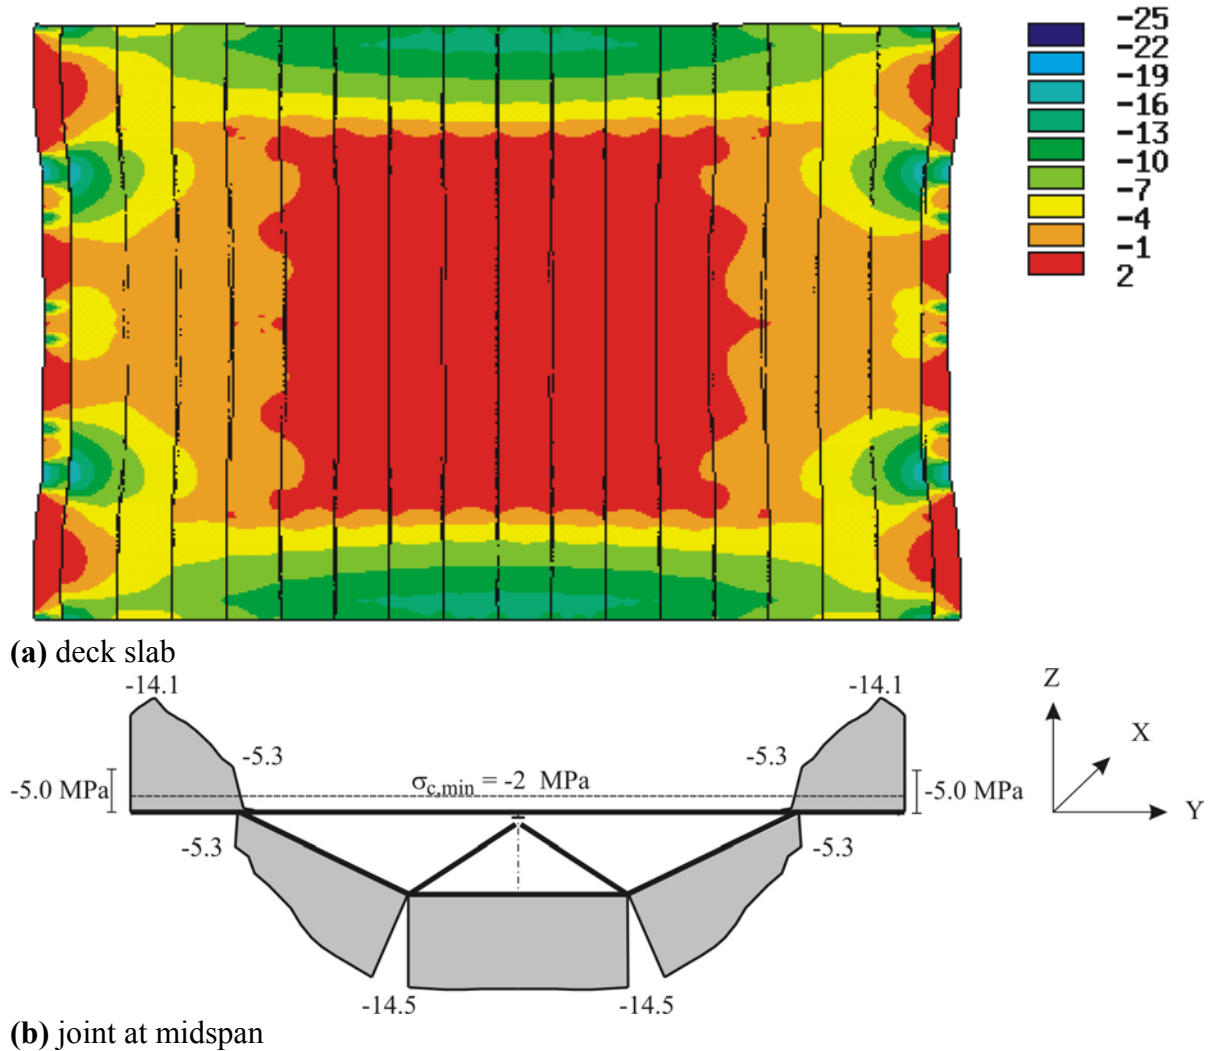 -25
-22
-19
-16
-13
-10
-7
-4
-1
2
(a) deck slab
-14.1
-14.1
Z
X
-5.3
-5.3
-5.0 MPa
σc,min = -2 MPa
-5.0 MPa
Y
-5.3
-5.3
-14.5
-14.5
(b) joint at midspan